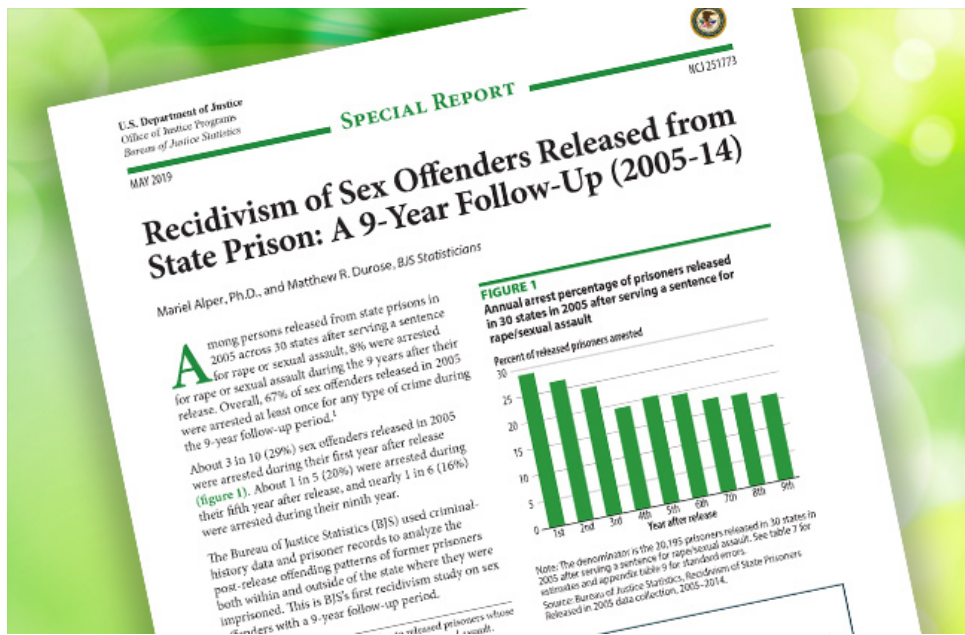 U.S. Department of Justice
Office of Justice Programs
Bureau of Justice Statistics
SPECIAL REPORT
MAY 2019
NCJ 251773
Recidivism of Sex Offenders Released from
State Prison: A 9-Year Follow-Up (2005-14)
Mariel Alper, Ph.D., and Matthew R. Durose, BJS Statisticians
Among persons released from state prisons in
2005 across 30 states after serving a sentence
for rape or sexual assault, 8% were arrested
for rape or sexual assault during the 9 years after their
release. Overall, 67% of sex offenders released in 2005
were arrested at least once for any type of crime during
the 9-year follow-up period.1
About 3 in 10 (29%) sex offenders released in 2005
were arrested during their first year after release
(figure 1). About 1 in 5 (20%) were arrested during
their fifth year after release, and nearly 1 in 6 (16%)
were arrested during their ninth year.
The Bureau of Justice Statistics (BJS) used criminal-
history data and prisoner records to analyze the
post-release offending patterns of former prisoners
both within and outside of the state where they were
imprisoned. This is BJS's first recidivism study on sex
offenders with a 9-year follow-up period.
released prisoners whose
assault.
FIGURE 1
Annual arrest percentage of prisoners released
in 30 states in 2005 after serving a sentence for
rape/sexual assault
Percent of released prisoners arrested
30
25
20
15
10
5
0
1st 2nd 3rd 4th 5th 6th 7th 8th 9th
Year after release
Note: The denominator is the 20,195 prisoners released in 30 states in
2005 after serving a sentence for rape/sexual assault. See table 7 for
estimates and appendix table 9 for standard errors.
Source: Bureau of Justice Statistics, Recidivism of State Prisoners
Released in 2005 data collection, 2005–2014.